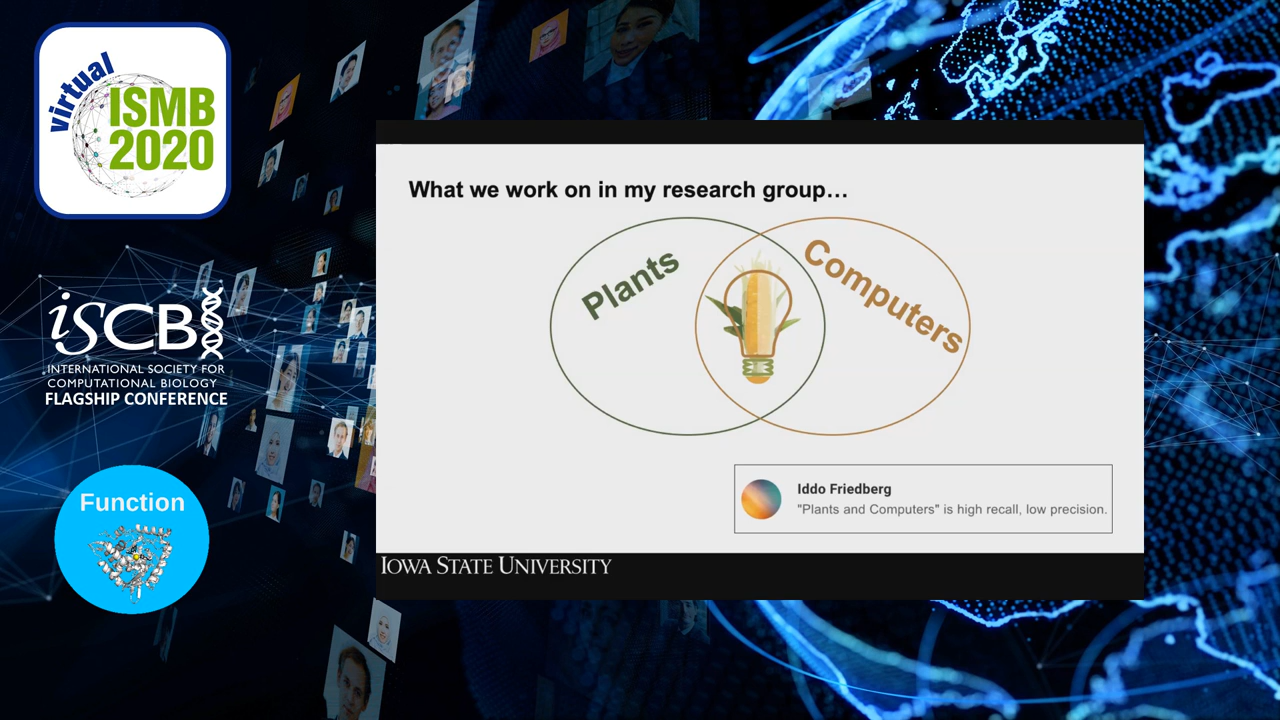 virtual
ISMB
2020
iSCB
INTERNATIONAL SOCIETY FOR
COMPUTATIONAL BIOLOGY
FLAGSHIP CONFERENCE
Function
What we work on in my research group…
Plants
Computers
Iddo Friedberg
"Plants and Computers" is high recall, low precision.
IOWA STATE UNIVERSITY